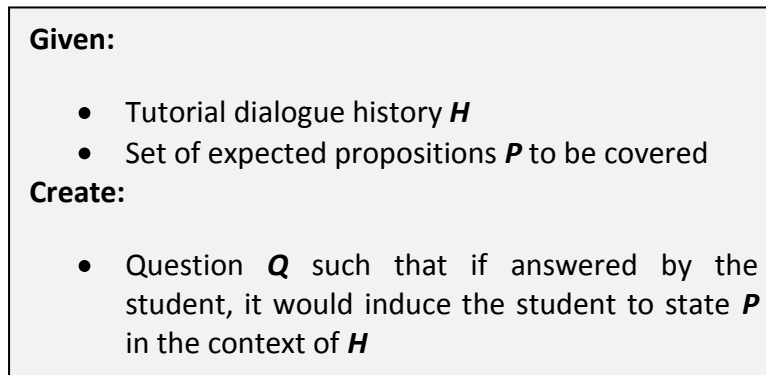 Given:
• Tutorial dialogue history H
• Set of expected propositions P to be covered
Create:
• Question Q such that if answered by the
student, it would induce the student to state P
in the context of H